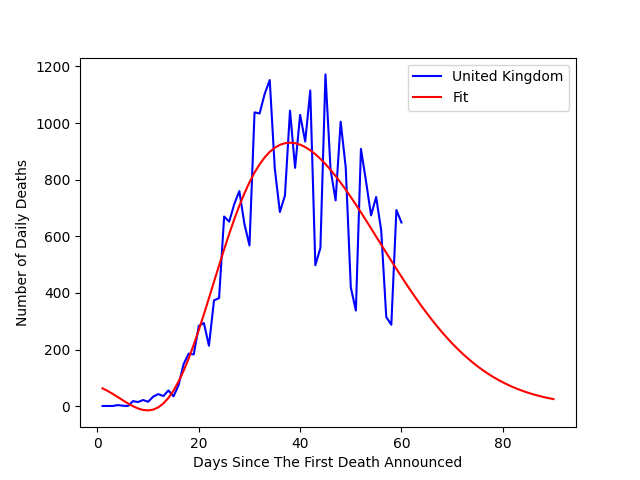 United Kingdom
Fit
1200
1000
800
600
400
200
0
0 20 40 60 80
Number of Daily Deaths
Days Since The First Death Announced